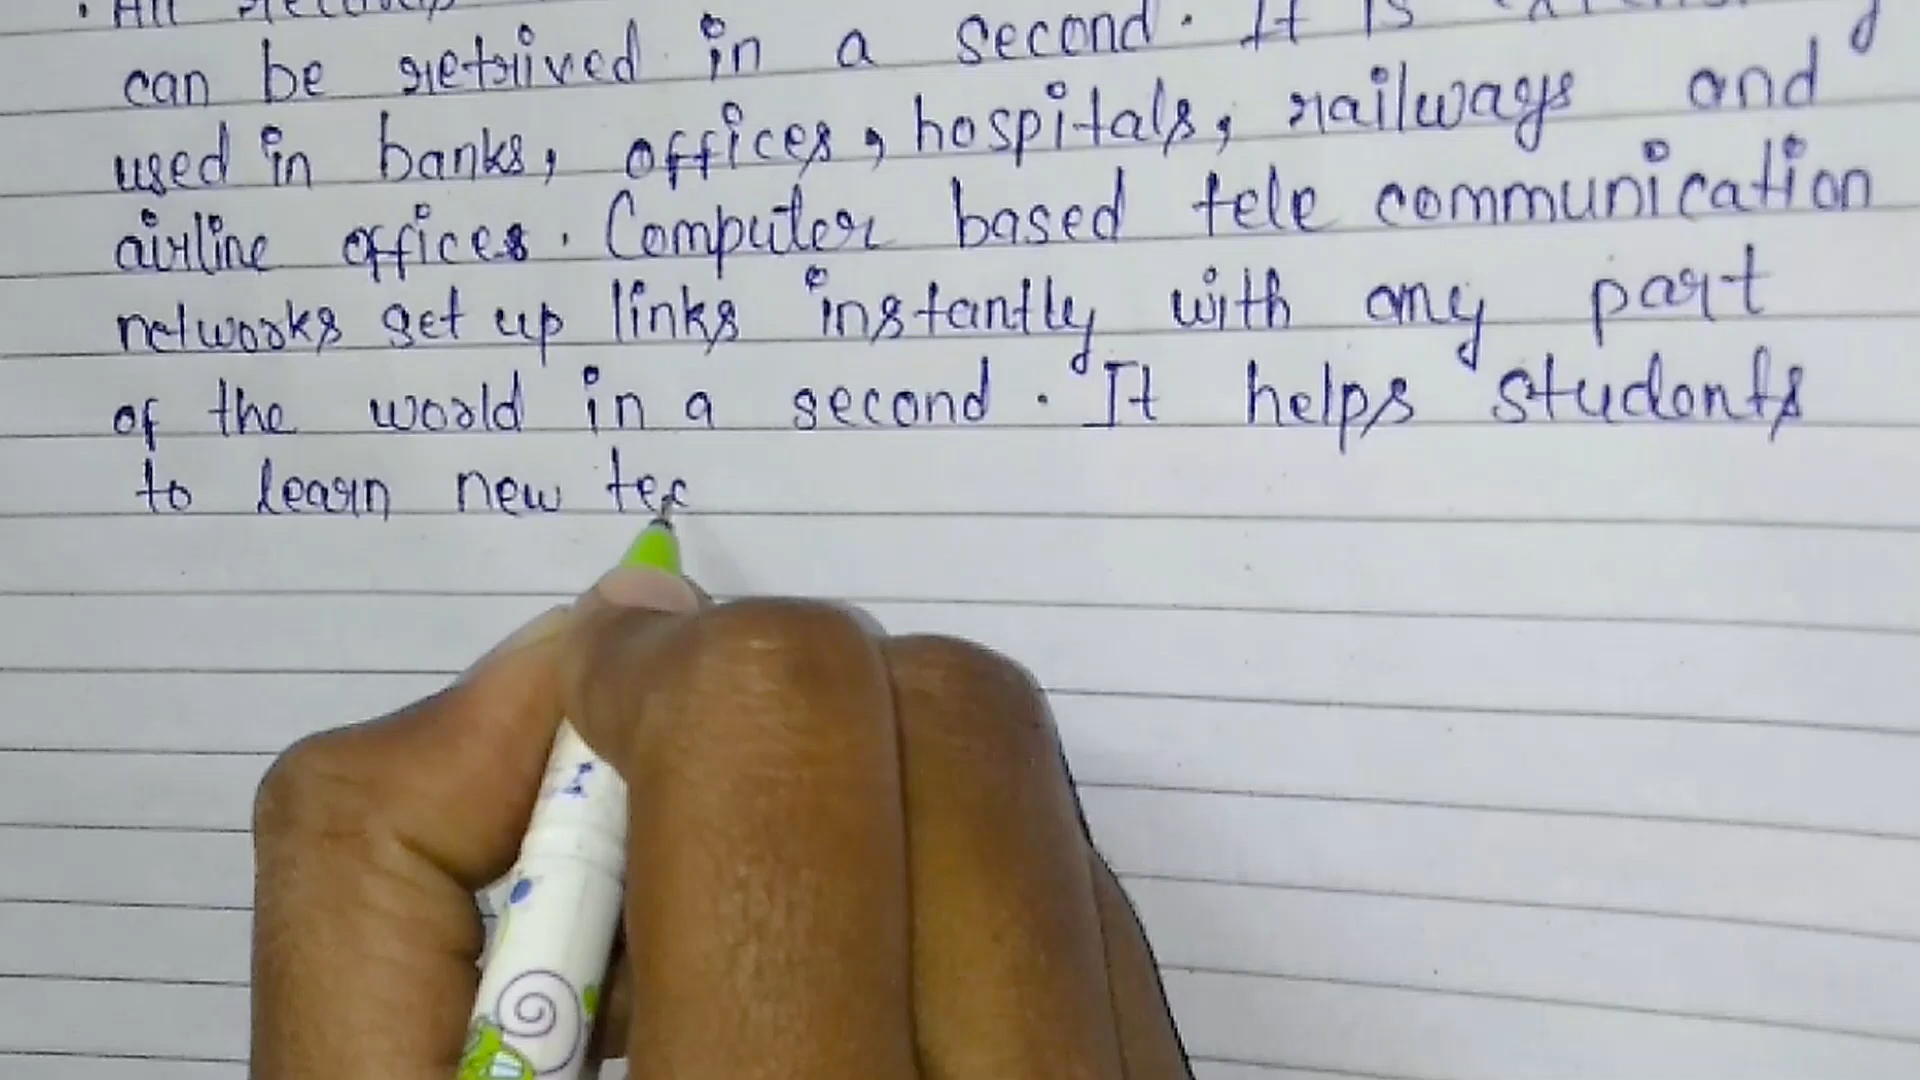 All
can be retrived in a second. It is
used in banks, offices, hospitals, railways and
airline offices. Computer based tele communication
networks set up links instantly with any part
of the world in a second. It helps students
to learn new tec